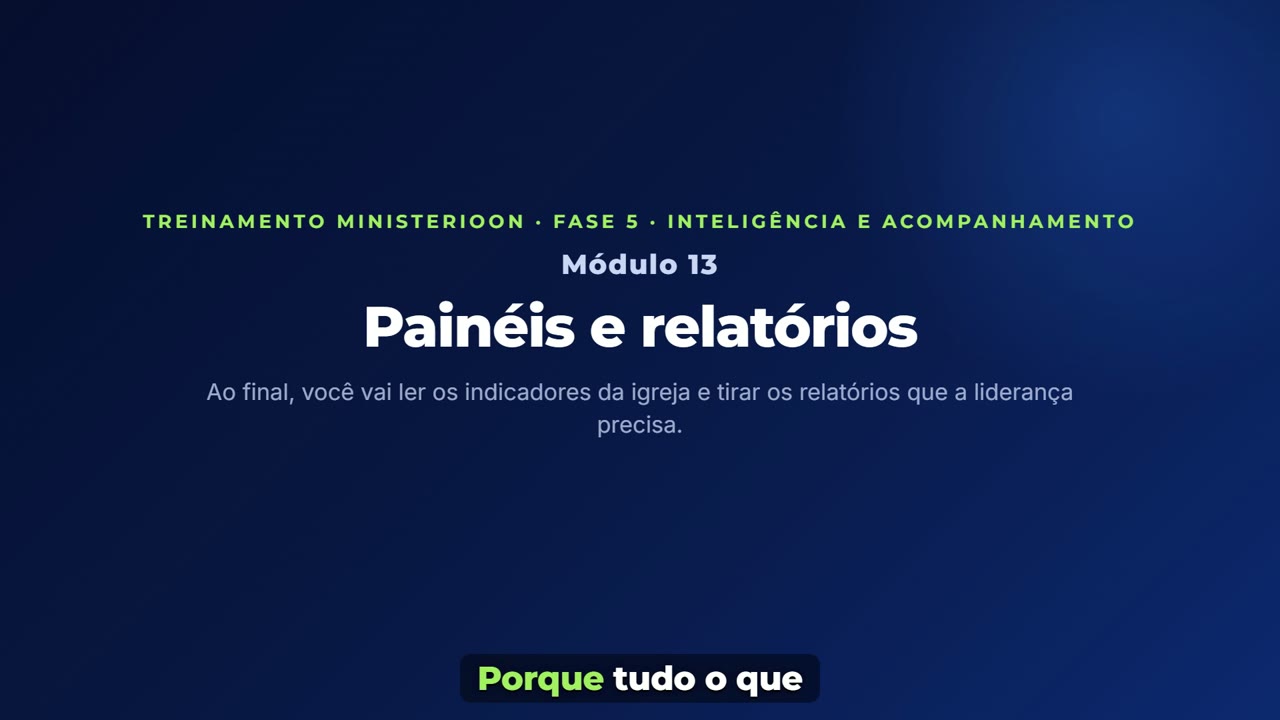 TREINAMENTO MINISTERIOON · FASE 5 · INTELIGÊNCIA E ACOMPANHAMENTO
Módulo 13
Painéis e relatórios
Ao final, você vai ler os indicadores da igreja e tirar os relatórios que a liderança
precisa.
Porque tudo o que